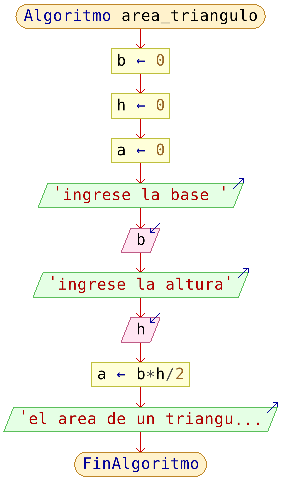 Algoritmo area_triangulo
b ← 0
h ← 0
a ← 0
'ingrese la base '
b
'ingrese la altura'
h
a ← b*h/2
'el area de un triangu...
FinAlgoritmo